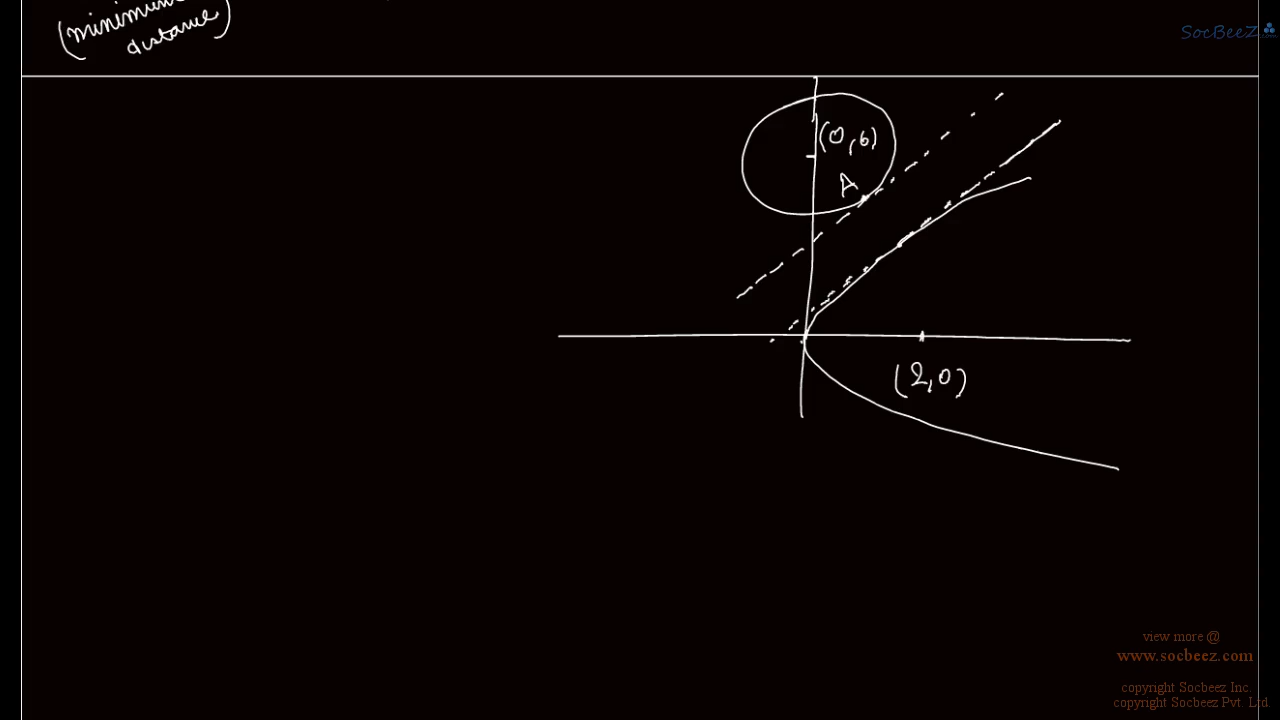 (minimum
distance)
SocBeeZ
(0,6)
A
(2,0)
view more @
www.socbeez.com
copyright Socbeez Inc.
copyright Socbeez Pvt. Ltd.